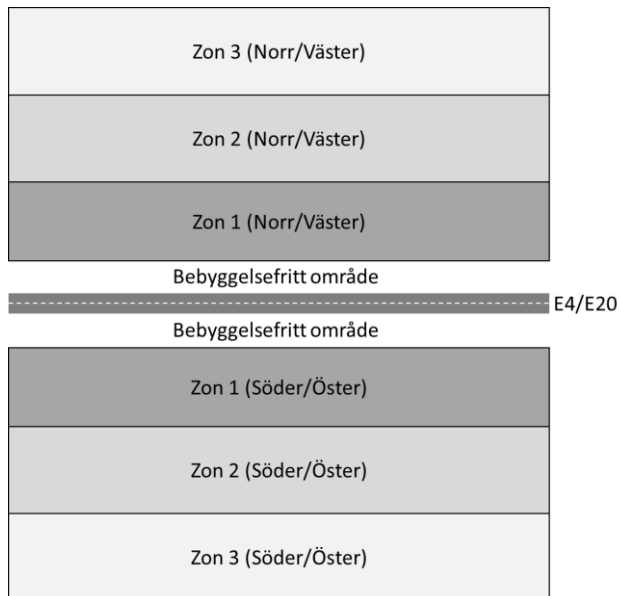 Zon 3 (Norr/Väster)
Zon 2 (Norr/Väster)
Zon 1 (Norr/Väster)
Bebyggelsefritt område
E4/E20
Bebyggelsefritt område
Zon 1 (Söder/Öster)
Zon 2 (Söder/Öster)
Zon 3 (Söder/Öster)